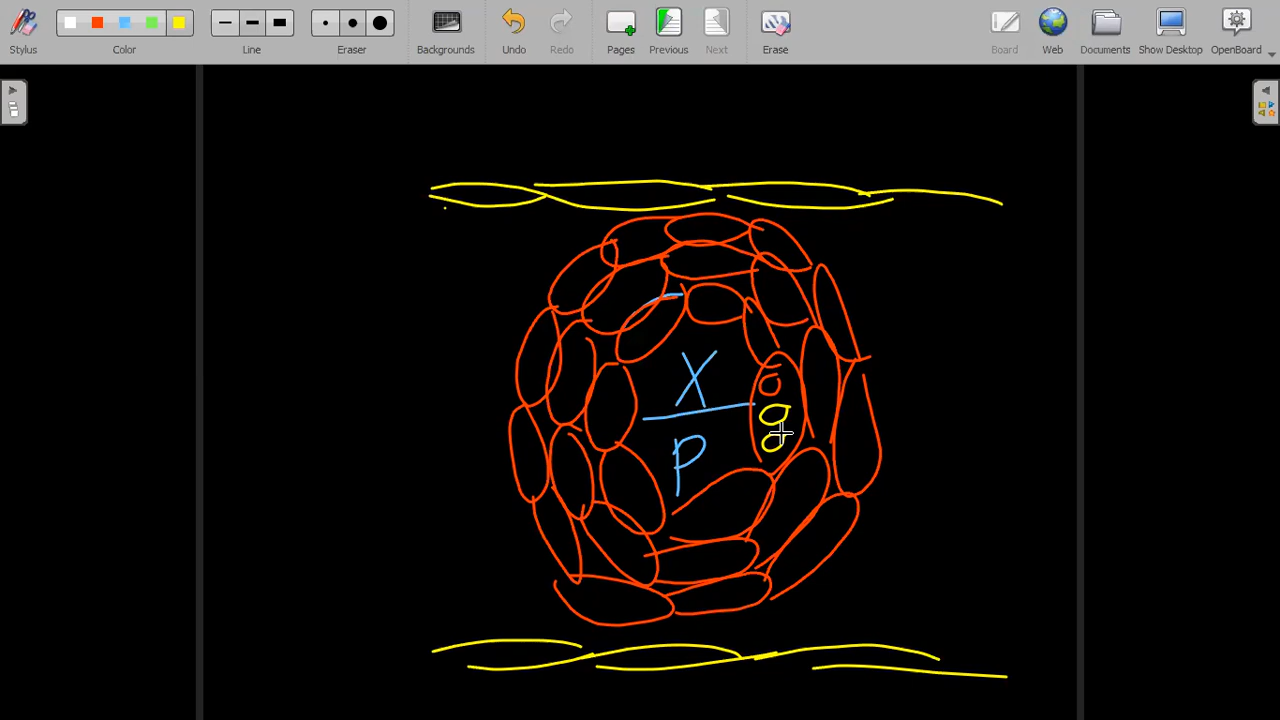 Stylus Color Line Eraser Backgrounds Undo Redo Pages Previous Next Erase Board Web Documents Show Desktop OpenBoard
X
P